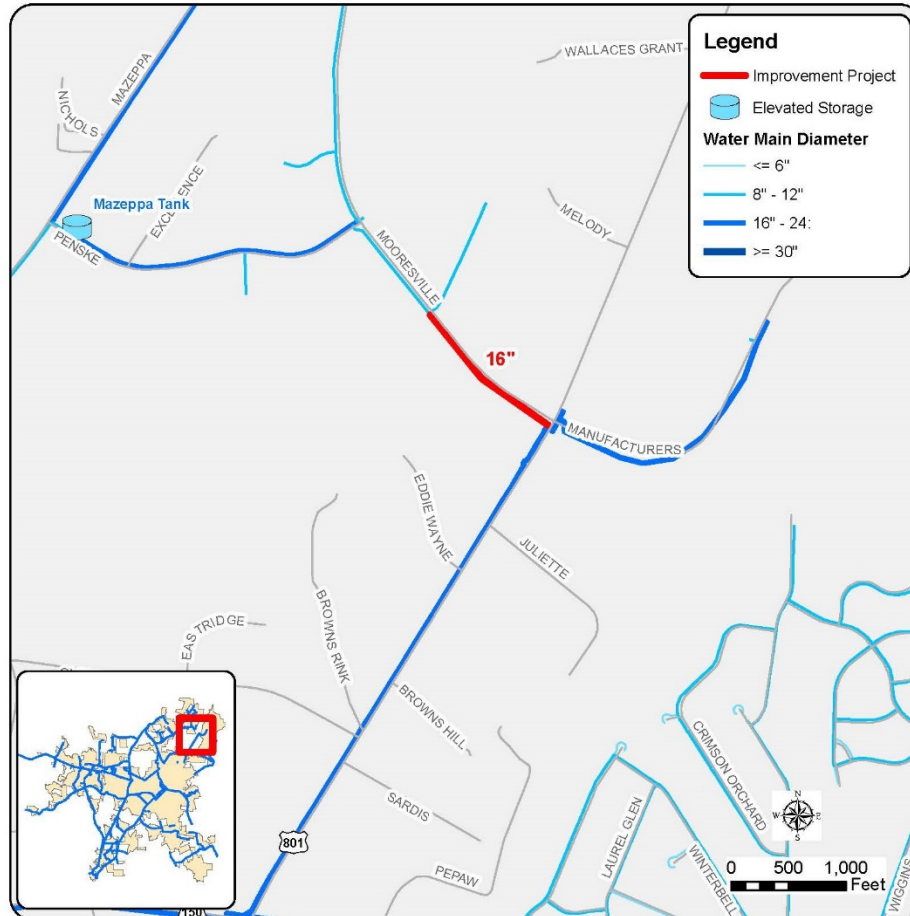 WALLACES GRANT
Legend
Improvement Project
Elevated Storage
Water Main Diameter
<= 6"
8" - 12"
16" - 24:
>= 30"
MAZEPPA
NICHOLS
EXCELLENCE
Mazeppa Tank
PENSKE
MOORESVILLE
MELODY
16"
MANUFACTURERS
EDDIE WAYNE
JULIETTE
BROWNS RINK
EAS TRIDGE
BROWNS HILL
SARDIS
801
PEPAW
LAUREL GLEN
CRIMSON ORCHARD
WINTERBELL
WIGGINS
N
W
E
S
0 500 1,000
Feet
150